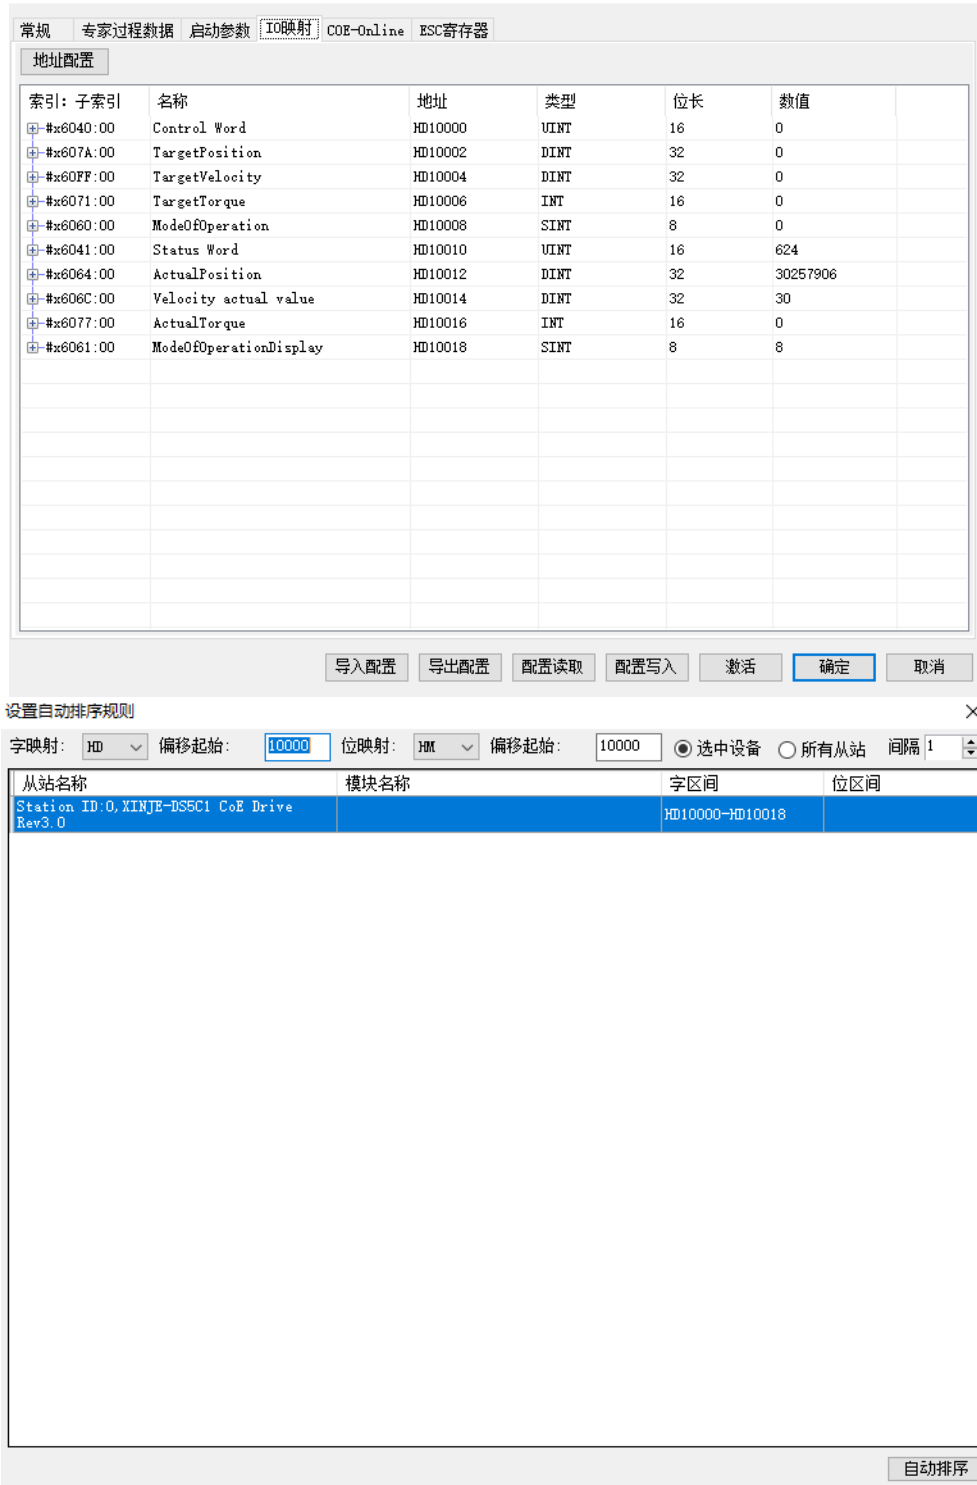 常规 专家过程数据 启动参数 IO映射 COE-Online ESC寄存器
地址配置
索引: 子索引 名称 地址 类型 位长 数值
#x6040:00 Control Word HD10000 UINT 16 0
#x607A:00 TargetPosition HD10002 DINT 32 0
#x60FF:00 TargetVelocity HD10004 DINT 32 0
#x6071:00 TargetTorque HD10006 INT 16 0
#x6060:00 ModeOfOperation HD10008 SINT 8 0
#x6041:00 Status Word HD10010 UINT 16 624
#x6064:00 ActualPosition HD10012 DINT 32 30257906
#x606C:00 Velocity actual value HD10014 DINT 32 30
#x6077:00 ActualTorque HD10016 INT 16 0
#x6061:00 ModeOfOperationDisplay HD10018 SINT 8 8
导入配置 导出配置 配置读取 配置写入 激活 确定 取消
设置自动排序规则
字映射: HD 偏移起始: 10000 位映射: HM 偏移起始: 10000 选中设备 所有从站 间隔 1
从站名称 模块名称 字区间 位区间
Station ID:0,XINJE-DS5C1 CoE Drive
Rev3.0
HD10000-HD10018
自动排序